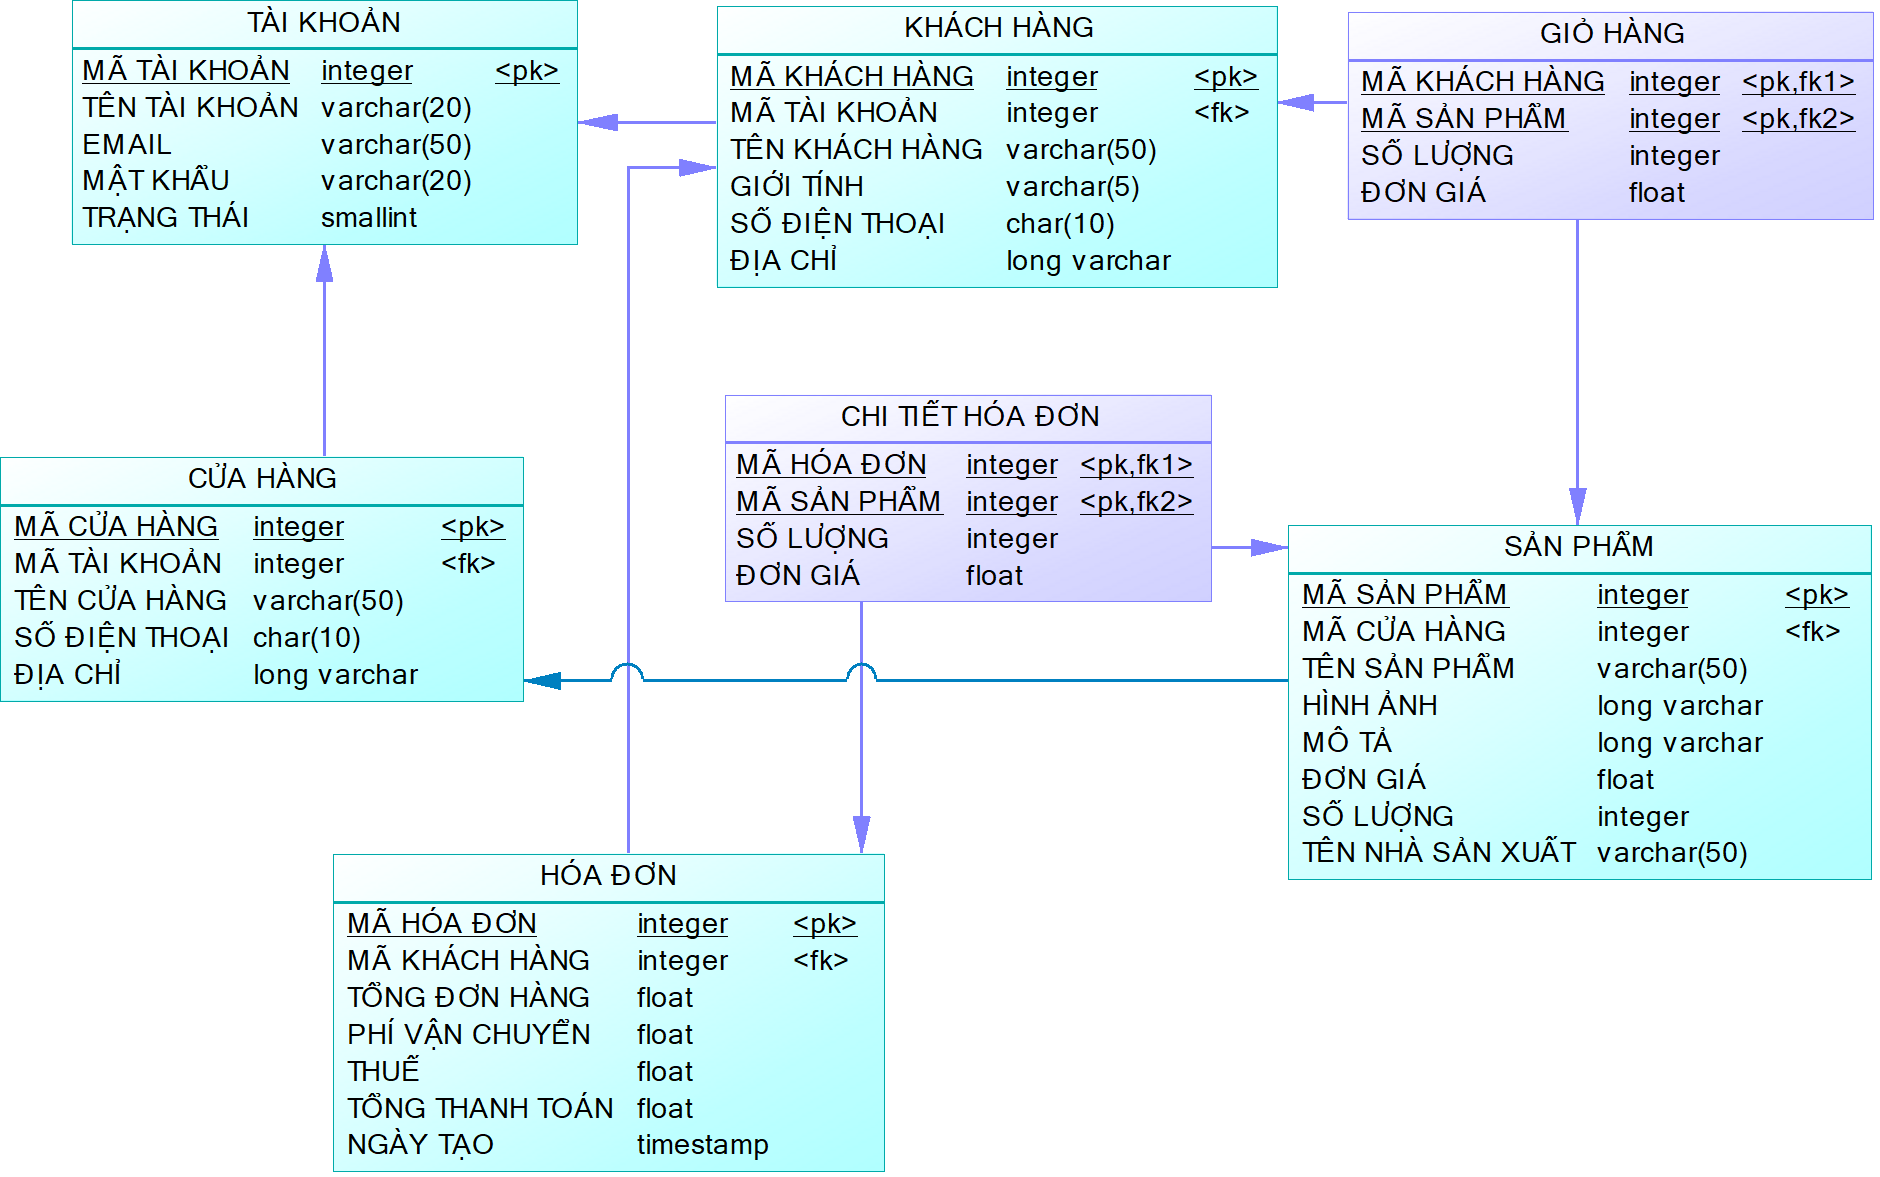 TÀI KHOẢN
MÃ TÀI KHOẢN integer <pk>
TÊN TÀI KHOẢN varchar(20)
EMAIL varchar(50)
MẬT KHẨU varchar(20)
TRẠNG THÁI smallint
KHÁCH HÀNG
MÃ KHÁCH HÀNG integer <pk>
MÃ TÀI KHOẢN integer <fk>
TÊN KHÁCH HÀNG varchar(50)
GIỚI TÍNH varchar(5)
SỐ ĐIỆN THOẠI char(10)
ĐỊA CHỈ long varchar
GIỎ HÀNG
MÃ KHÁCH HÀNG integer <pk,fk1>
MÃ SẢN PHẨM integer <pk,fk2>
SỐ LƯỢNG integer
ĐƠN GIÁ float
CHI TIẾT HÓA ĐƠN
MÃ HÓA ĐƠN integer <pk,fk1>
MÃ SẢN PHẨM integer <pk,fk2>
SỐ LƯỢNG integer
ĐƠN GIÁ float
CỬA HÀNG
MÃ CỬA HÀNG integer <pk>
MÃ TÀI KHOẢN integer <fk>
TÊN CỬA HÀNG varchar(50)
SỐ ĐIỆN THOẠI char(10)
ĐỊA CHỈ long varchar
SẢN PHẨM
MÃ SẢN PHẨM integer <pk>
MÃ CỬA HÀNG integer <fk>
TÊN SẢN PHẨM varchar(50)
HÌNH ẢNH long varchar
MÔ TẢ long varchar
ĐƠN GIÁ float
SỐ LƯỢNG integer
TÊN NHÀ SẢN XUẤT varchar(50)
HÓA ĐƠN
MÃ HÓA ĐƠN integer <pk>
MÃ KHÁCH HÀNG integer <fk>
TỔNG ĐƠN HÀNG float
PHÍ VẬN CHUYỂN float
THUẾ float
TỔNG THANH TOÁN float
NGÀY TẠO timestamp